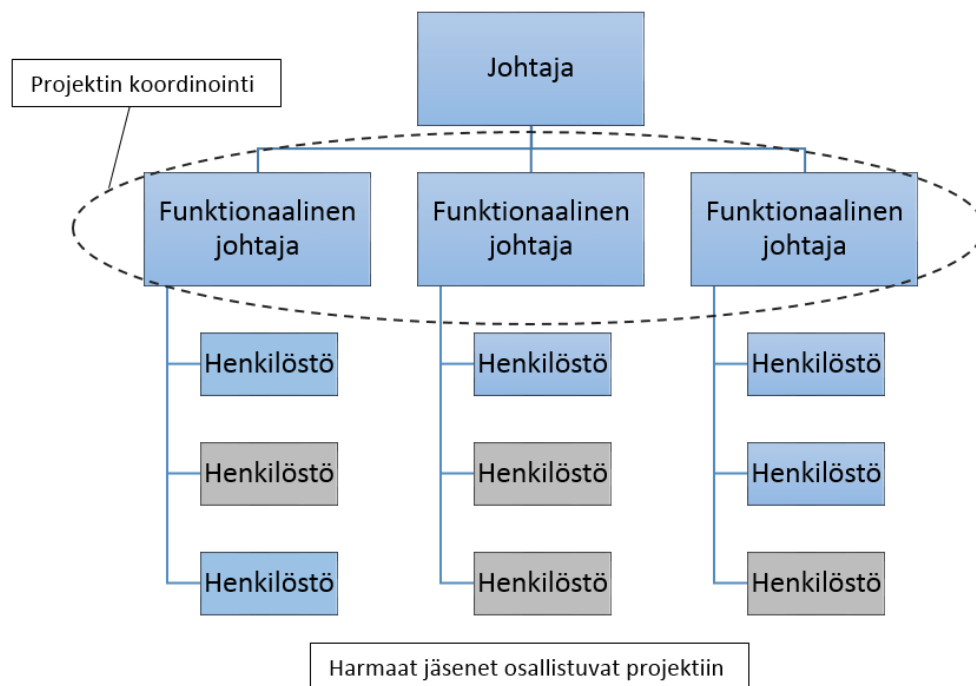 Johtaja
Projektin koordinointi
Funktionaalinen
johtaja
Funktionaalinen
johtaja
Funktionaalinen
johtaja
Henkilöstö
Henkilöstö
Henkilöstö
Henkilöstö
Henkilöstö
Henkilöstö
Henkilöstö
Henkilöstö
Henkilöstö
Harmaat jäsenet osallistuvat projektiin